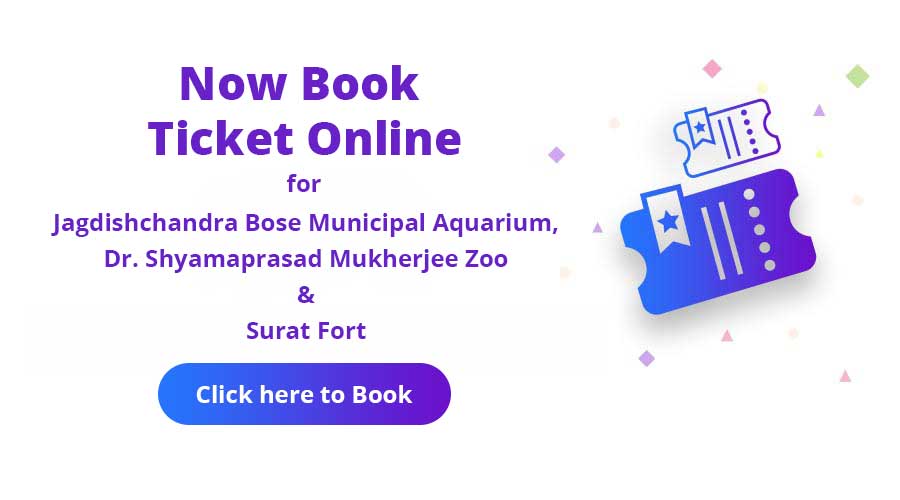 Now Book
Ticket Online
for
Jagdishchandra Bose Municipal Aquarium,
Dr. Shyamaprasad Mukherjee Zoo
&
Surat Fort
Click here to Book